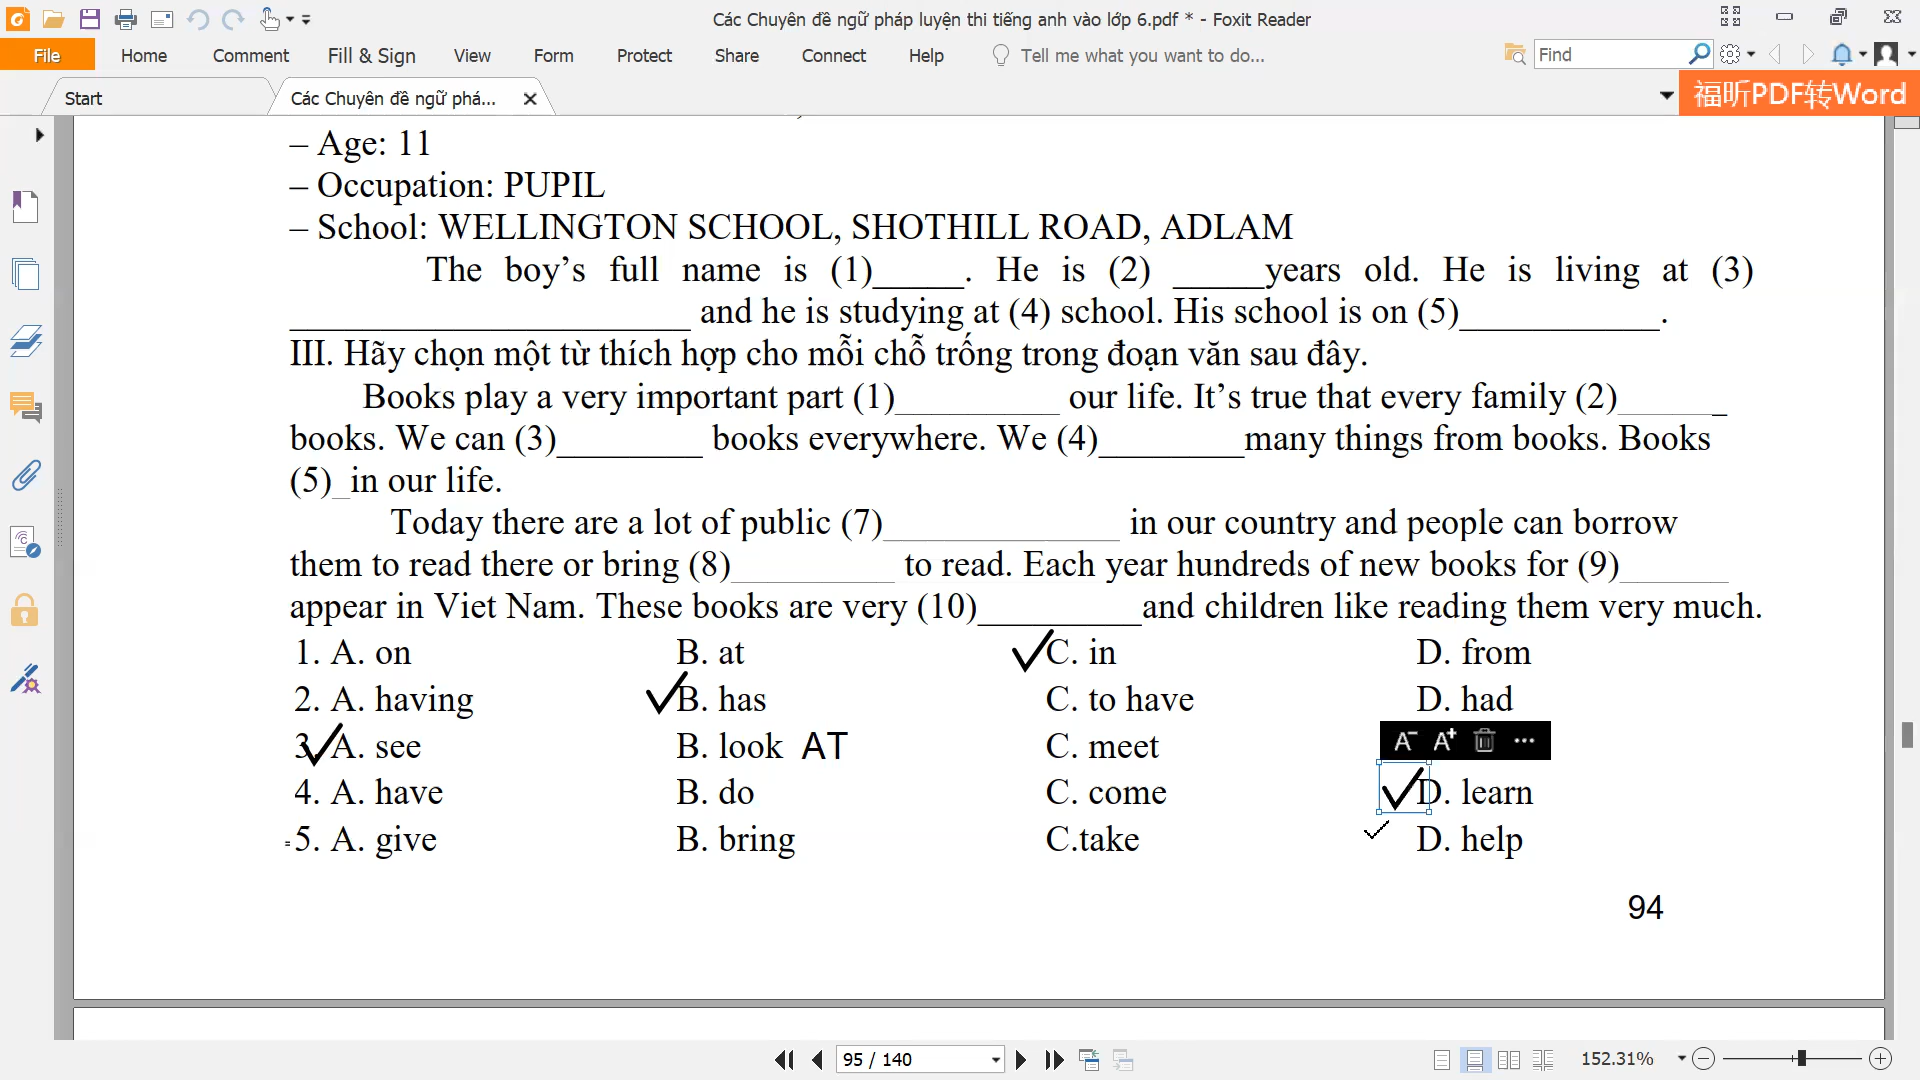 Các Chuyên đề ngữ pháp luyện thi tiếng anh vào lớp 6.pdf * - Foxit Reader
File Home Comment Fill & Sign View Form Protect Share Connect Help Tell me what you want to do... Find
Start Các Chuyên đề ngữ phá... 福昕PDF转Word
– Age: 11
– Occupation: PUPIL
– School: WELLINGTON SCHOOL, SHOTHILL ROAD, ADLAM
The boy's full name is (1)_____. He is (2) _____years old. He is living at (3)
______________________ and he is studying at (4) school. His school is on (5)___________.
III. Hãy chọn một từ thích hợp cho mỗi chỗ trống trong đoạn văn sau đây.
Books play a very important part (1)_________ our life. It's true that every family (2)______
books. We can (3)________ books everywhere. We (4)________many things from books. Books
(5)_in our life.
Today there are a lot of public (7)_____________ in our country and people can borrow
them to read there or bring (8)_________ to read. Each year hundreds of new books for (9)______
appear in Viet Nam. These books are very (10)_________and children like reading them very much.
1. A. on B. at C. in D. from
2. A. having B. has C. to have D. had
3. A. see B. look AT C. meet
4. A. have B. do C. come D. learn
5. A. give B. bring C.take D. help
94
95 / 140 152.31%